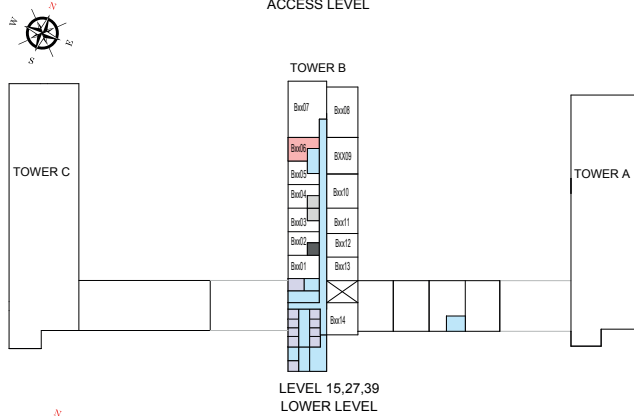 ACCESS LEVEL
N
W
E
S
TOWER B
Bxx07
Bxx08
Bxx06
BXX09
Bxx05
TOWER C
TOWER A
Bxx04
Bxx10
Bxx03
Bxx11
Bxx02
Bxx12
Bxx01
Bxx13
Bxx14
LEVEL 15,27,39
LOWER LEVEL
N